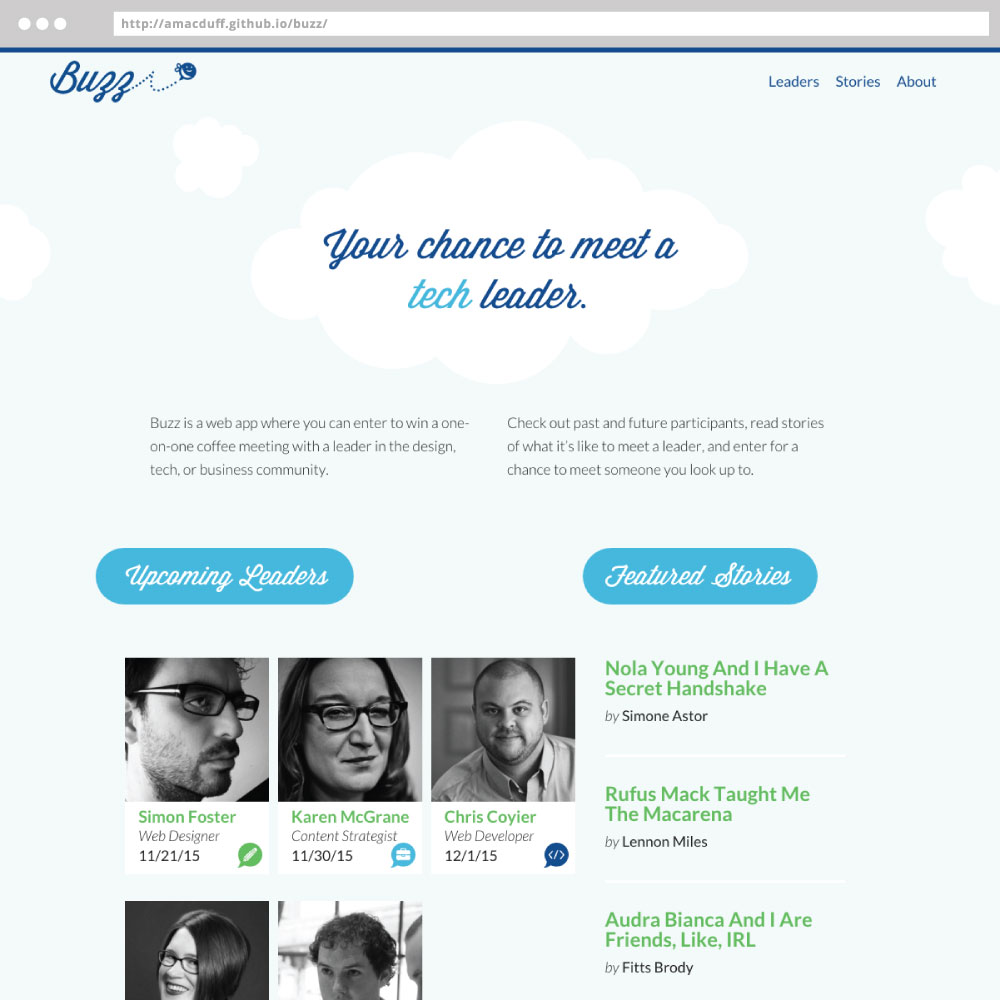 http://amacduff.github.io/buzz/
Buzz
Leaders Stories About
Your chance to meet a
tech leader.
Buzz is a web app where you can enter to win a one-
on-one coffee meeting with a leader in the design,
tech, or business community.
Check out past and future participants, read stories
of what it's like to meet a leader, and enter for a
chance to meet someone you look up to.
Upcoming Leaders
Simon Foster
Web Designer
11/21/15
Karen McGrane
Content Strategist
11/30/15
Chris Coyier
Web Developer
12/1/15
</>
Featured Stories
Nola Young And I Have A
Secret Handshake
by Simone Astor
Rufus Mack Taught Me
The Macarena
by Lennon Miles
Audra Bianca And I Are
Friends, Like, IRL
by Fitts Brody